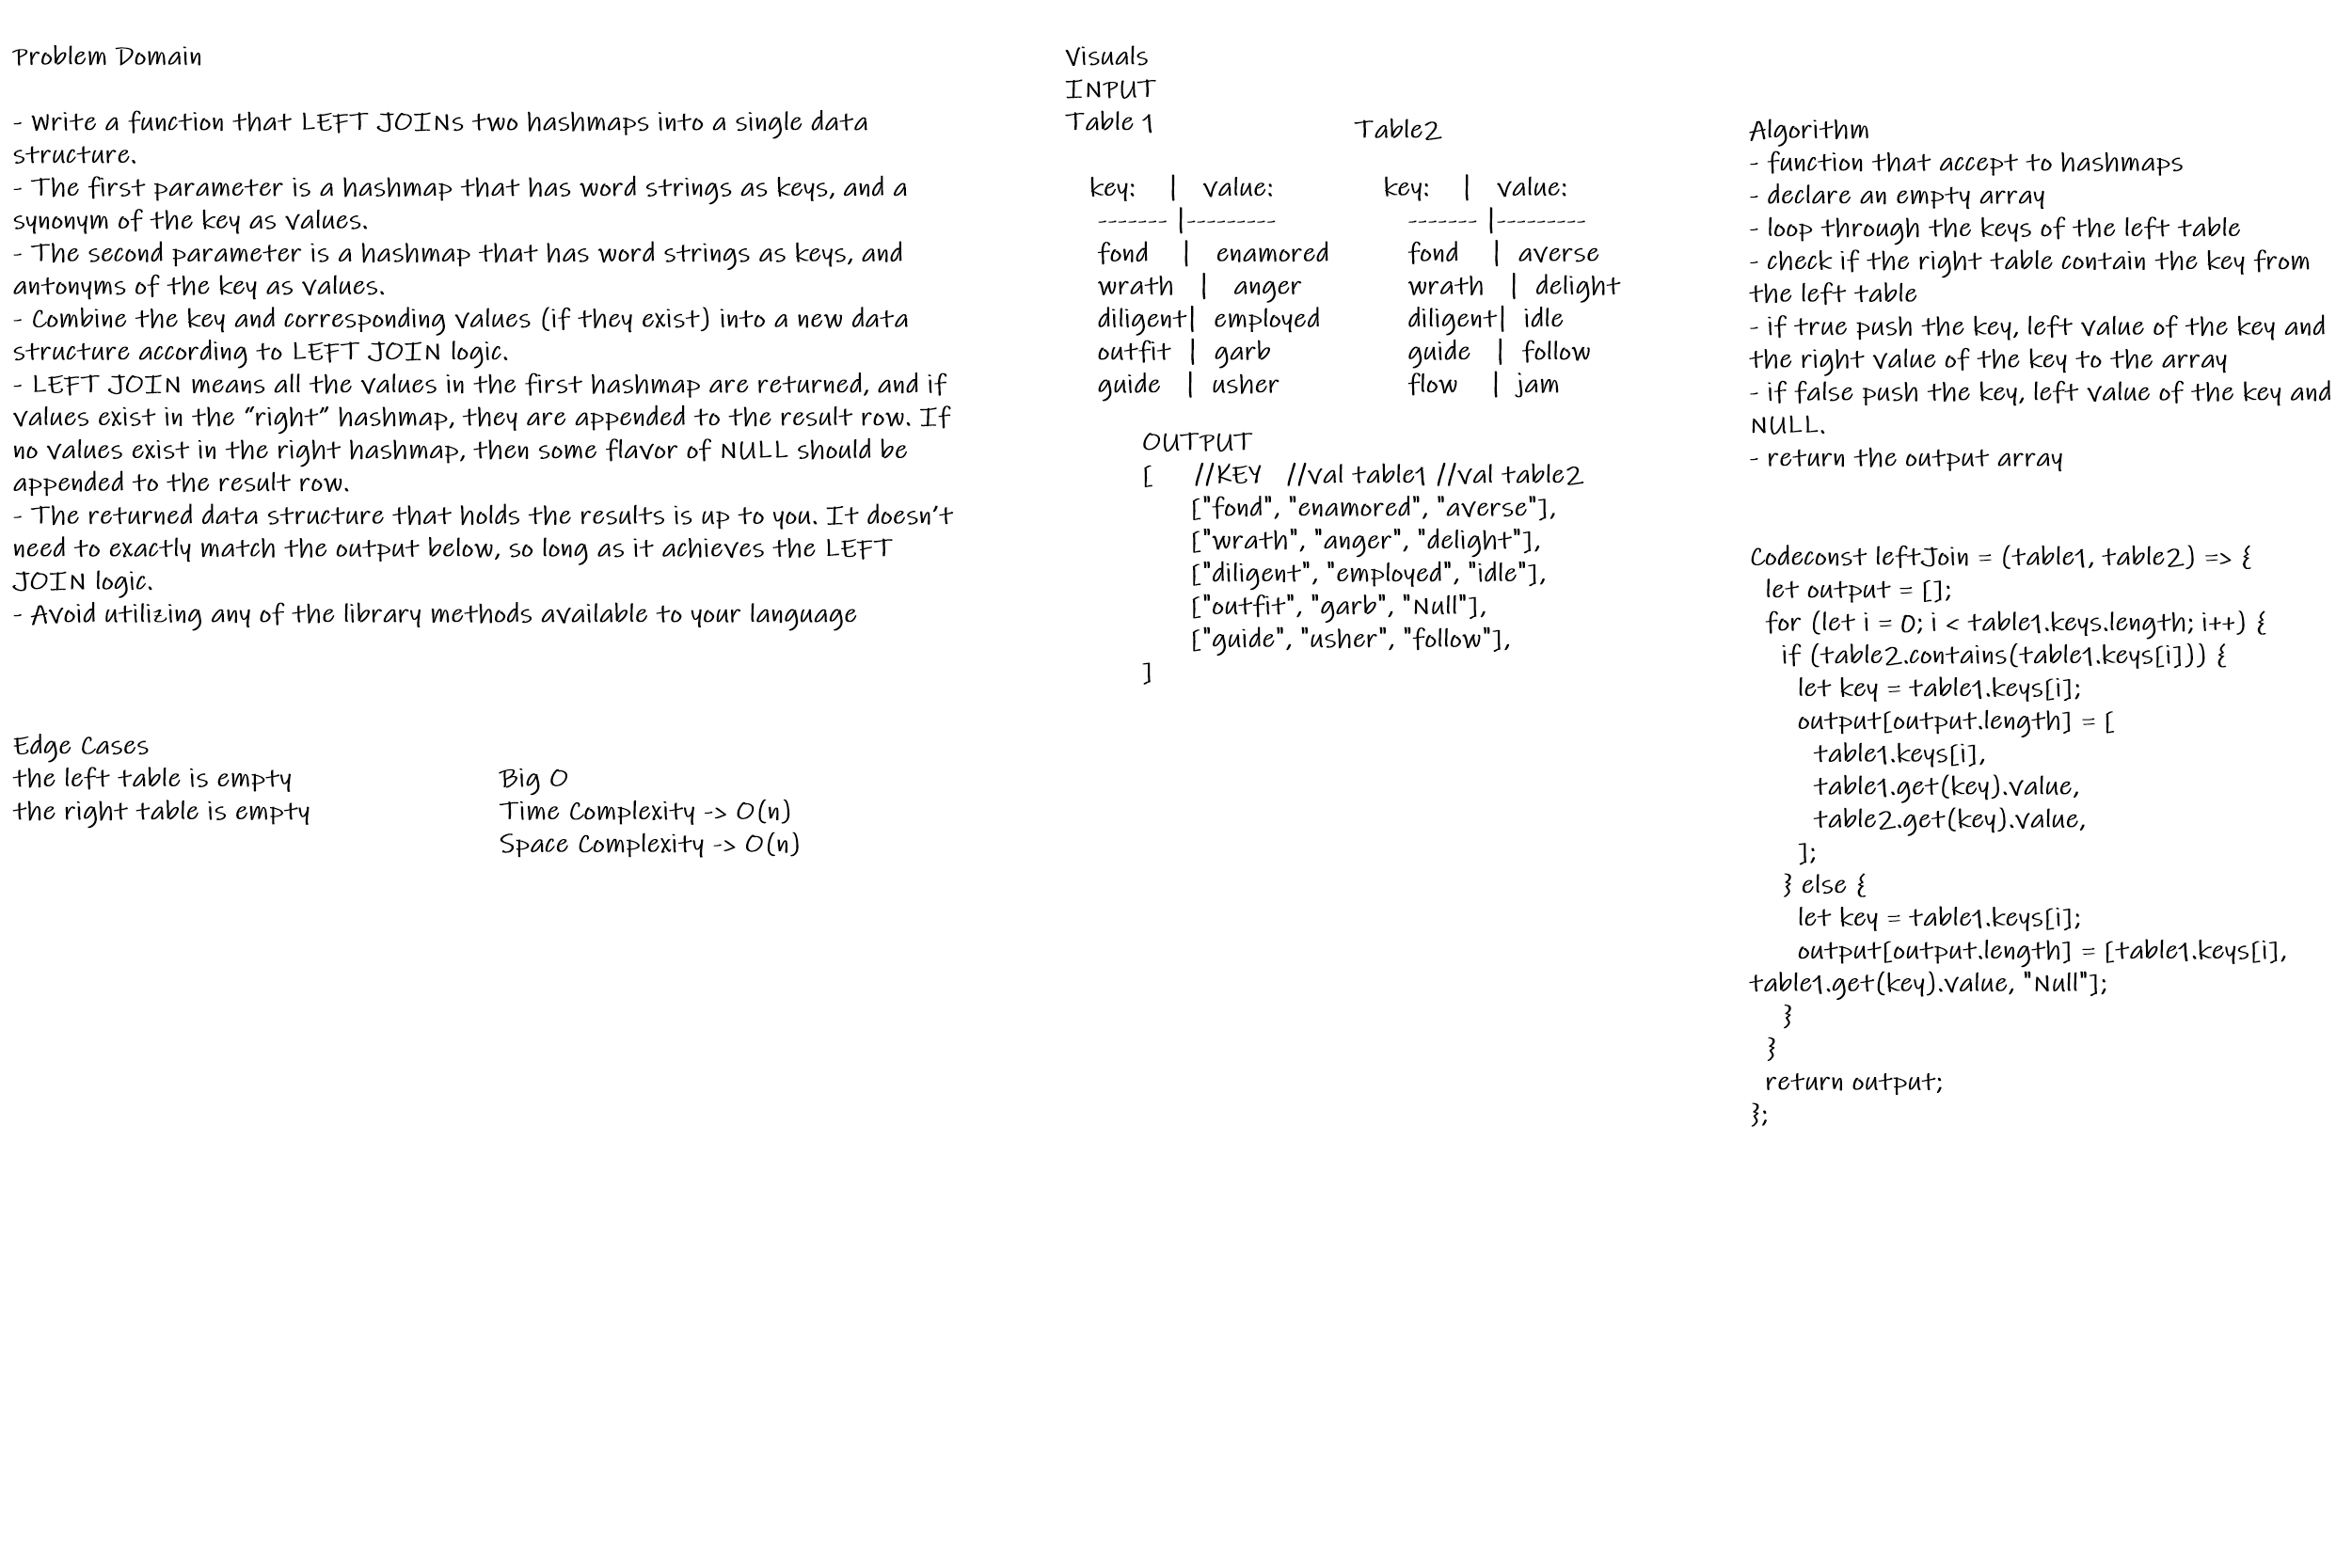 Problem Domain
- Write a function that LEFT JOINs two hashmaps into a single data
structure.
- The first parameter is a hashmap that has word strings as keys, and a
synonym of the key as values.
- The second parameter is a hashmap that has word strings as keys, and
antonyms of the key as values.
- Combine the key and corresponding values (if they exist) into a new data
structure according to LEFT JOIN logic.
- LEFT JOIN means all the values in the first hashmap are returned, and if
values exist in the “right” hashmap, they are appended to the result row. If
no values exist in the right hashmap, then some flavor of NULL should be
appended to the result row.
- The returned data structure that holds the results is up to you. It doesn’t
need to exactly match the output below, so long as it achieves the LEFT
JOIN logic.
- Avoid utilizing any of the library methods available to your language
Edge Cases
the left table is empty
the right table is empty
Big O
Time Complexity -> O(n)
Space Complexity -> O(n)
Visuals
INPUT
Table 1
key: | value:
------- |---------
fond | enamored
wrath | anger
diligent| employed
outfit | garb
guide | usher
Table2
key: | value:
------- |---------
fond | averse
wrath | delight
diligent| idle
guide | follow
flow | jam
OUTPUT
[ //KEY //val table1 //val table2
["fond", "enamored", "averse"],
["wrath", "anger", "delight"],
["diligent", "employed", "idle"],
["outfit", "garb", "Null"],
["guide", "usher", "follow"],
]
Algorithm
- function that accept to hashmaps
- declare an empty array
- loop through the keys of the left table
- check if the right table contain the key from
the left table
- if true push the key, left value of the key and
the right value of the key to the array
- if false push the key, left value of the key and
NULL.
- return the output array
Codeconst leftJoin = (table1, table2) => {
let output = [];
for (let i = 0; i < table1.keys.length; i++) {
if (table2.contains(table1.keys[i])) {
let key = table1.keys[i];
output[output.length] = [
table1.keys[i],
table1.get(key).value,
table2.get(key).value,
];
} else {
let key = table1.keys[i];
output[output.length] = [table1.keys[i],
table1.get(key).value, "Null"];
}
}
return output;
};